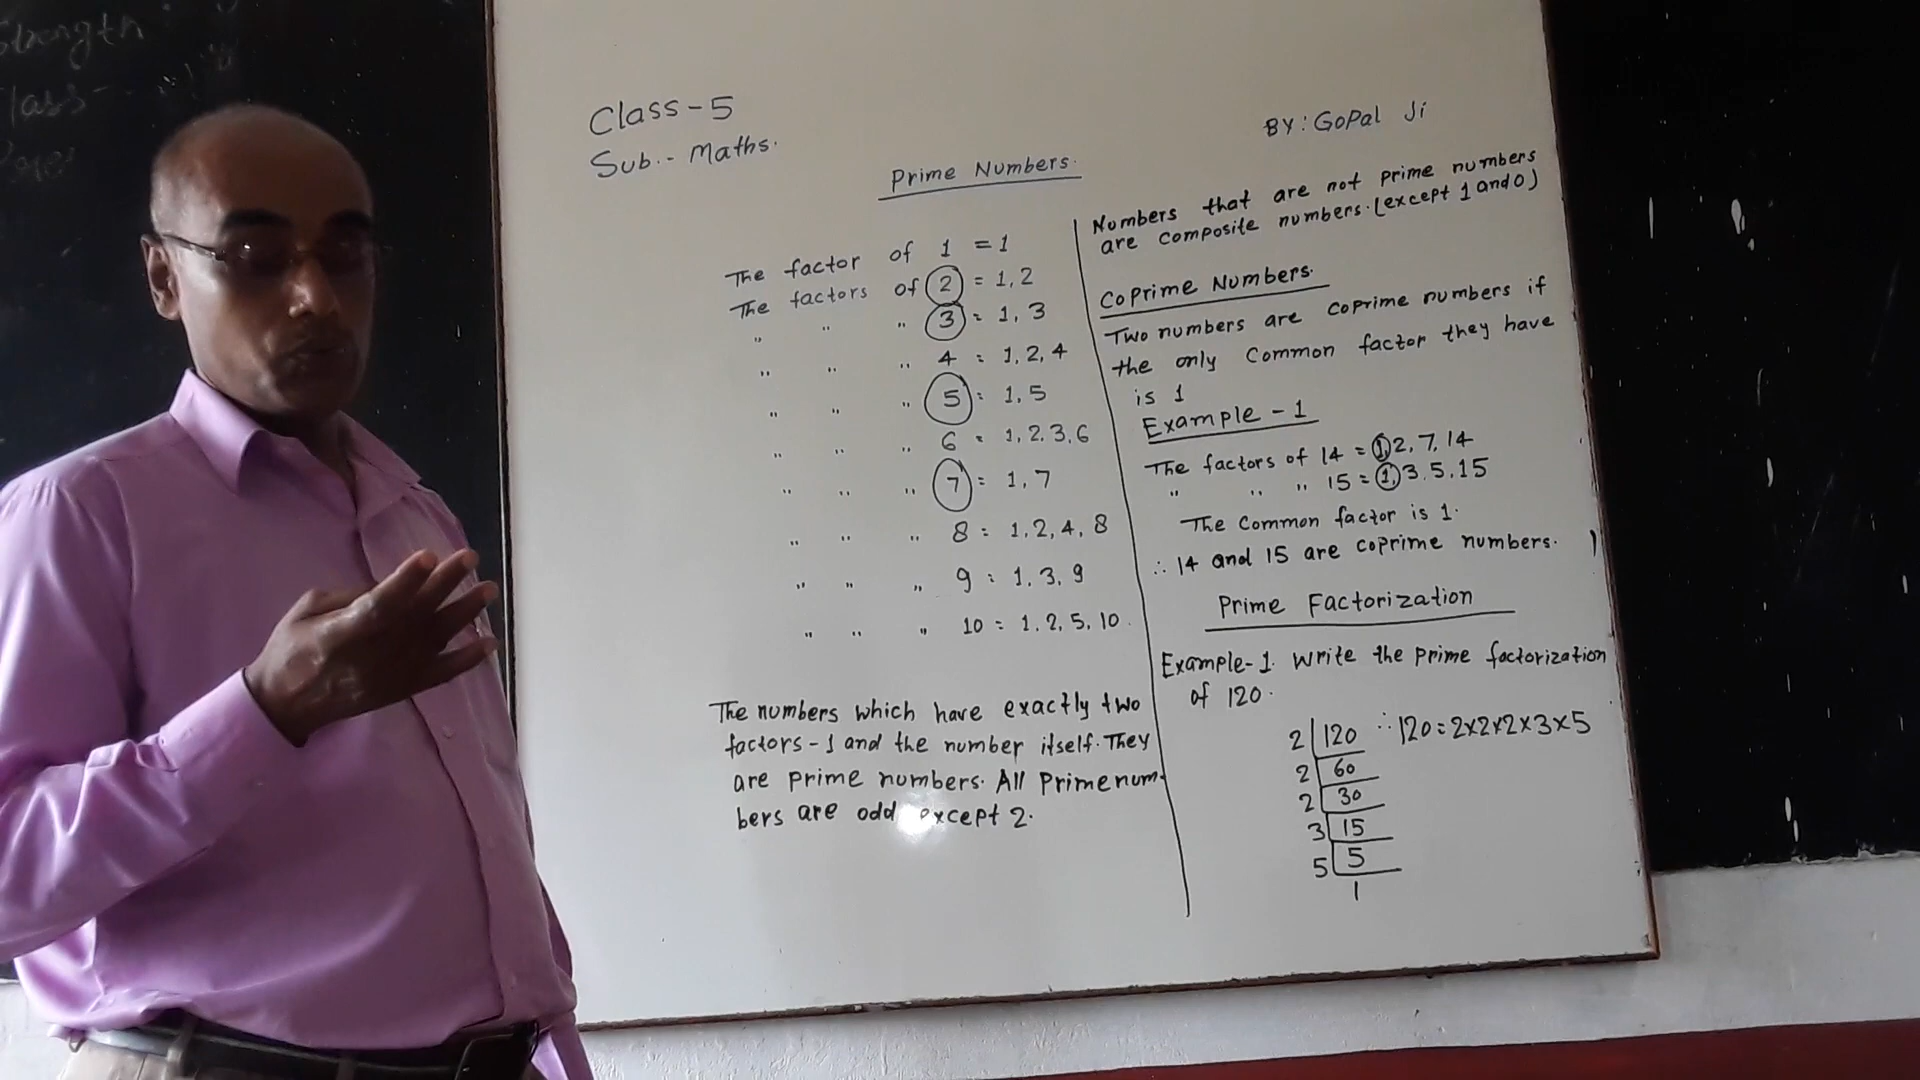 Strength
Class-
Class-5
Sub.- Maths.
BY: GoPal Ji
Prime Numbers.
The factor of 1 = 1
The factors of 2 = 1, 2
" " " 3 = 1, 3
" " " 4 = 1, 2, 4
" " " 5 = 1, 5
" " " 6 = 1, 2, 3, 6
" " " 7 = 1, 7
" " " 8 = 1, 2, 4, 8
" " " 9 = 1, 3, 9
" " " 10 = 1, 2, 5, 10
The numbers which have exactly two
factors-1 and the number itself. They
are prime numbers. All Prime num-
bers are odd except 2.
Numbers that are not prime numbers
are composite numbers. (except 1 and 0)
Coprime Numbers.
Two numbers are coprime numbers if
the only Common factor they have
is 1
Example-1
The factors of 14 = 1, 2, 7, 14
" " " 15 = 1, 3, 5, 15
The Common factor is 1.
∴ 14 and 15 are coprime numbers.
Prime Factorization
Example-1. Write the prime factorization
of 120.
2 | 120 ∴ 120 = 2×2×2×3×5
2 | 60
2 | 30
3 | 15
5 | 5
1